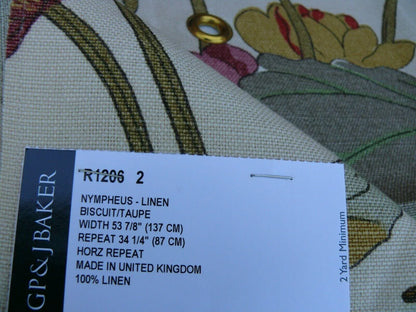 R1206 2
NYMPHEUS - LINEN
BISCUIT/TAUPE
WIDTH 53 7/8" (137 CM)
REPEAT 34 1/4" (87 CM)
HORZ REPEAT
MADE IN UNITED KINGDOM
100% LINEN
GP&JBAKER
2 Yard Minimum